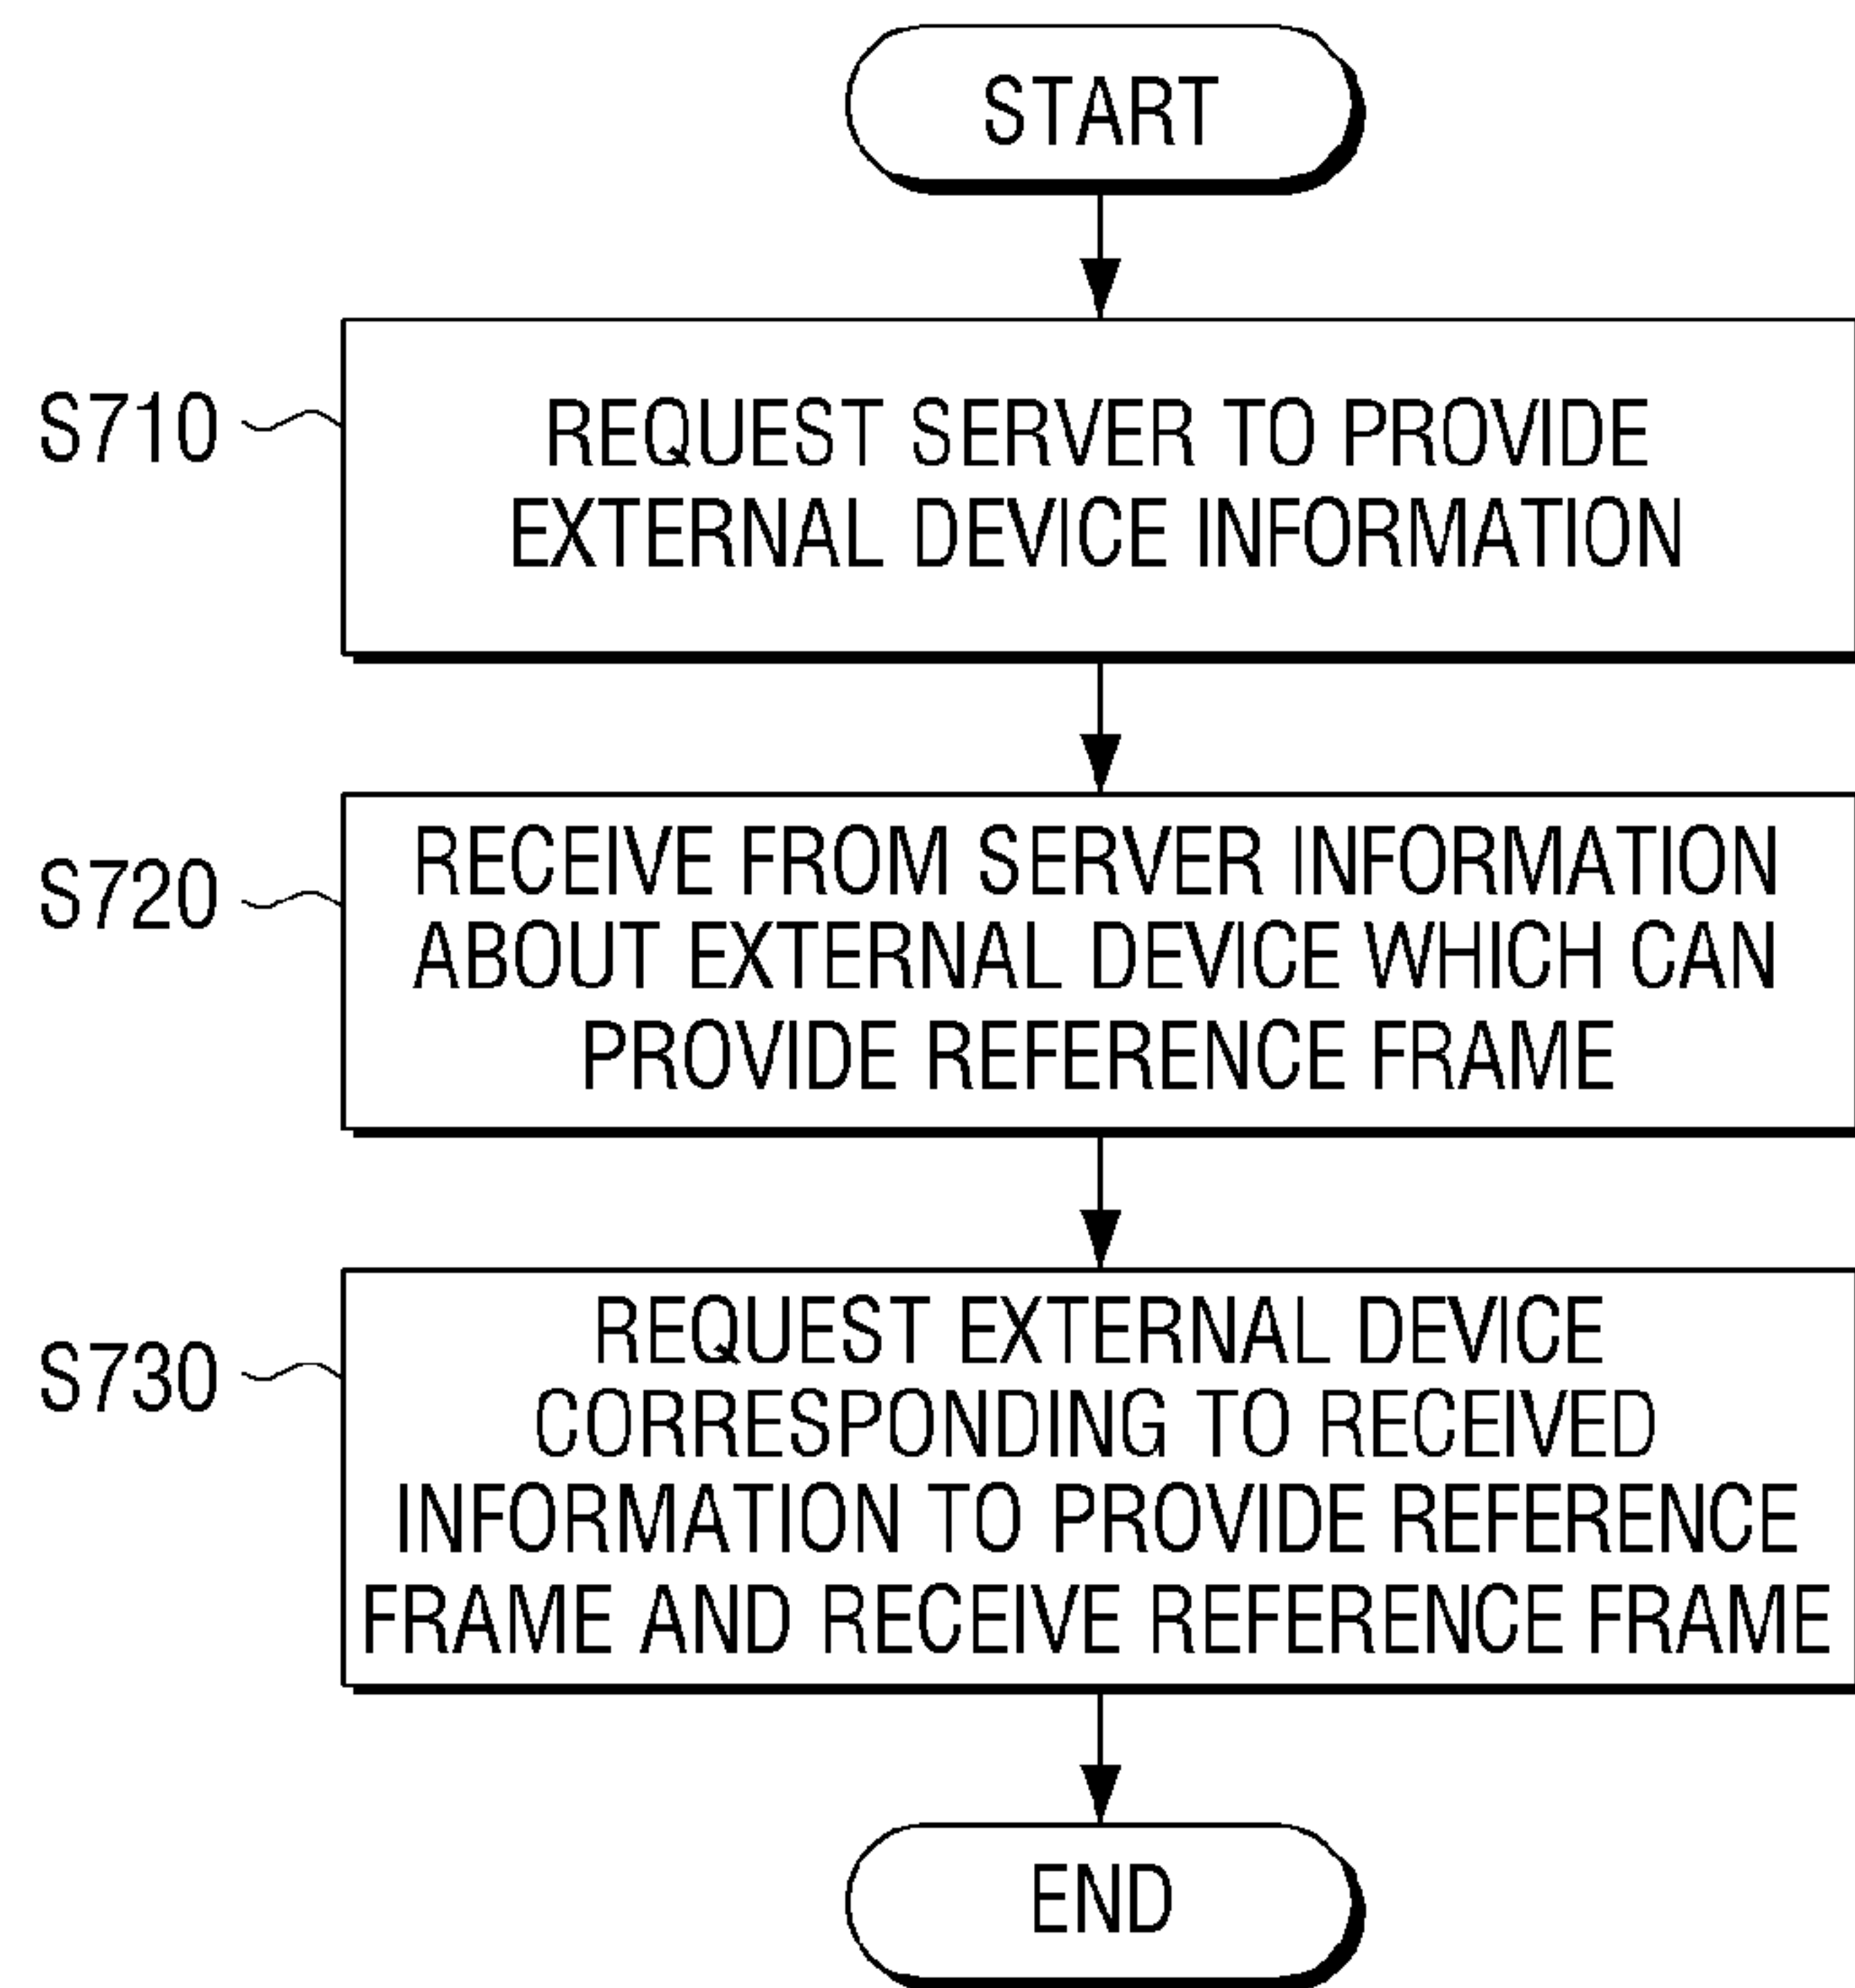 START
S710
REQUEST SERVER TO PROVIDE
EXTERNAL DEVICE INFORMATION
S720
RECEIVE FROM SERVER INFORMATION
ABOUT EXTERNAL DEVICE WHICH CAN
PROVIDE REFERENCE FRAME
S730
REQUEST EXTERNAL DEVICE
CORRESPONDING TO RECEIVED
INFORMATION TO PROVIDE REFERENCE
FRAME AND RECEIVE REFERENCE FRAME
END